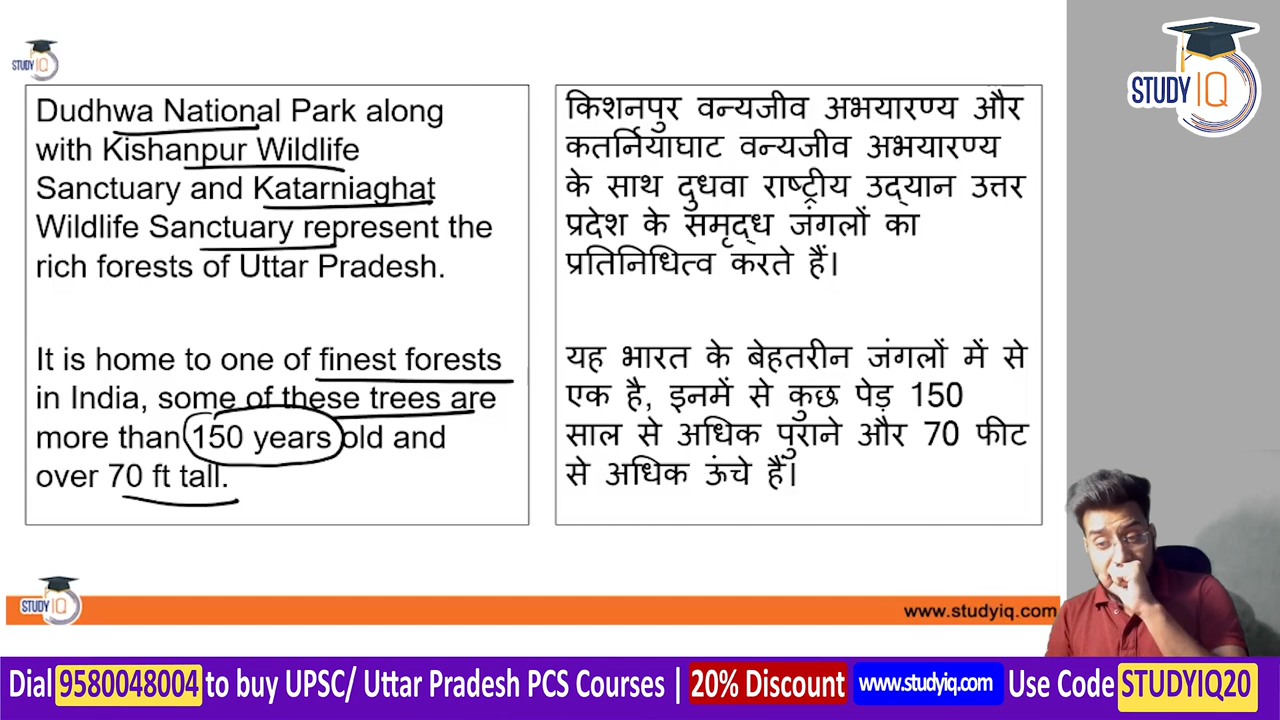 STUDY IQ
Dudhwa National Park along
with Kishanpur Wildlife
Sanctuary and Katarniaghat
Wildlife Sanctuary represent the
rich forests of Uttar Pradesh.
It is home to one of finest forests
in India, some of these trees are
more than 150 years old and
over 70 ft tall.
किशनपुर वन्यजीव अभयारण्य और
कतर्नियाघाट वन्यजीव अभयारण्य
के साथ दुधवा राष्ट्रीय उद्यान उत्तर
प्रदेश के समृद्ध जंगलों का
प्रतिनिधित्व करते हैं।
यह भारत के बेहतरीन जंगलों में से
एक है, इनमें से कुछ पेड़ 150
साल से अधिक पुराने और 70 फीट
से अधिक ऊंचे हैं।
STUDY IQ
STUDY IQ
www.studyiq.com
Dial 9580048004 to buy UPSC/ Uttar Pradesh PCS Courses | 20% Discount www.studyiq.com Use Code STUDYIQ20